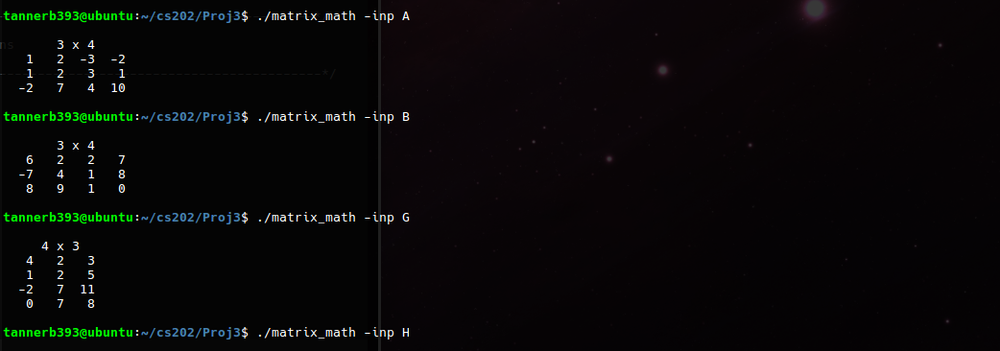 tannerb393@ubuntu:~/cs202/Proj3$ ./matrix_math -inp A
3 x 4
1 2 -3 -2
1 2 3 1
-2 7 4 10
tannerb393@ubuntu:~/cs202/Proj3$ ./matrix_math -inp B
3 x 4
6 2 2 7
-7 4 1 8
8 9 1 0
tannerb393@ubuntu:~/cs202/Proj3$ ./matrix_math -inp G
4 x 3
4 2 3
1 2 5
-2 7 11
0 7 8
tannerb393@ubuntu:~/cs202/Proj3$ ./matrix_math -inp H